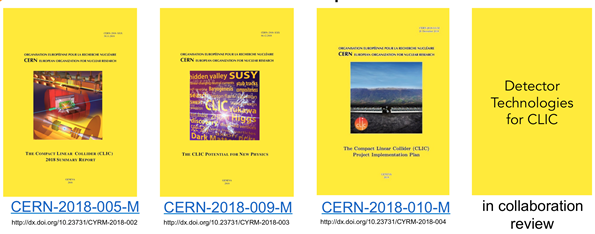 ORGANISATION EUROPÉENNE POUR LA RECHERCHE NUCLÉAIRE
CERN EUROPEAN ORGANIZATION FOR NUCLEAR RESEARCH
THE COMPACT LINEAR COLLIDER (CLIC)
2018 SUMMARY REPORT
GENEVA
CERN-2018-005-M
http://dx.doi.org/10.23731/CYRM-2018-002
ORGANISATION EUROPÉENNE POUR LA RECHERCHE NUCLÉAIRE
CERN EUROPEAN ORGANIZATION FOR NUCLEAR RESEARCH
hidden valley SUSY
CLIC
Yukawa
Higgs
Dark
THE CLIC POTENTIAL FOR NEW PHYSICS
GENEVA
CERN-2018-009-M
http://dx.doi.org/10.23731/CYRM-2018-003
ORGANISATION EUROPÉENNE POUR LA RECHERCHE NUCLÉAIRE
CERN EUROPEAN ORGANIZATION FOR NUCLEAR RESEARCH
The Compact Linear Collider (CLIC)
Project Implementation Plan
GENEVA
CERN-2018-010-M
http://dx.doi.org/10.23731/CYRM-2018-004
Detector
Technologies
for CLIC
in collaboration
review